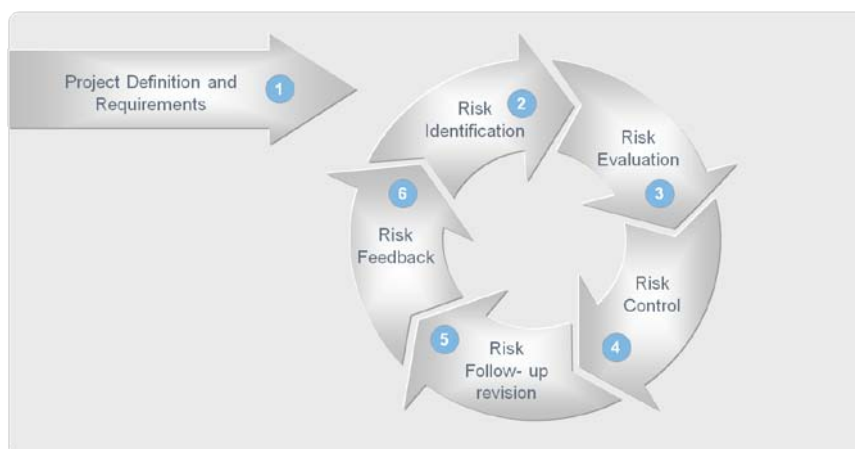 Project Definition and
Requirements
1
Risk
Identification
2
Risk
Evaluation
3
Risk
Control
4
Risk
Follow- up
revision
5
Risk
Feedback
6